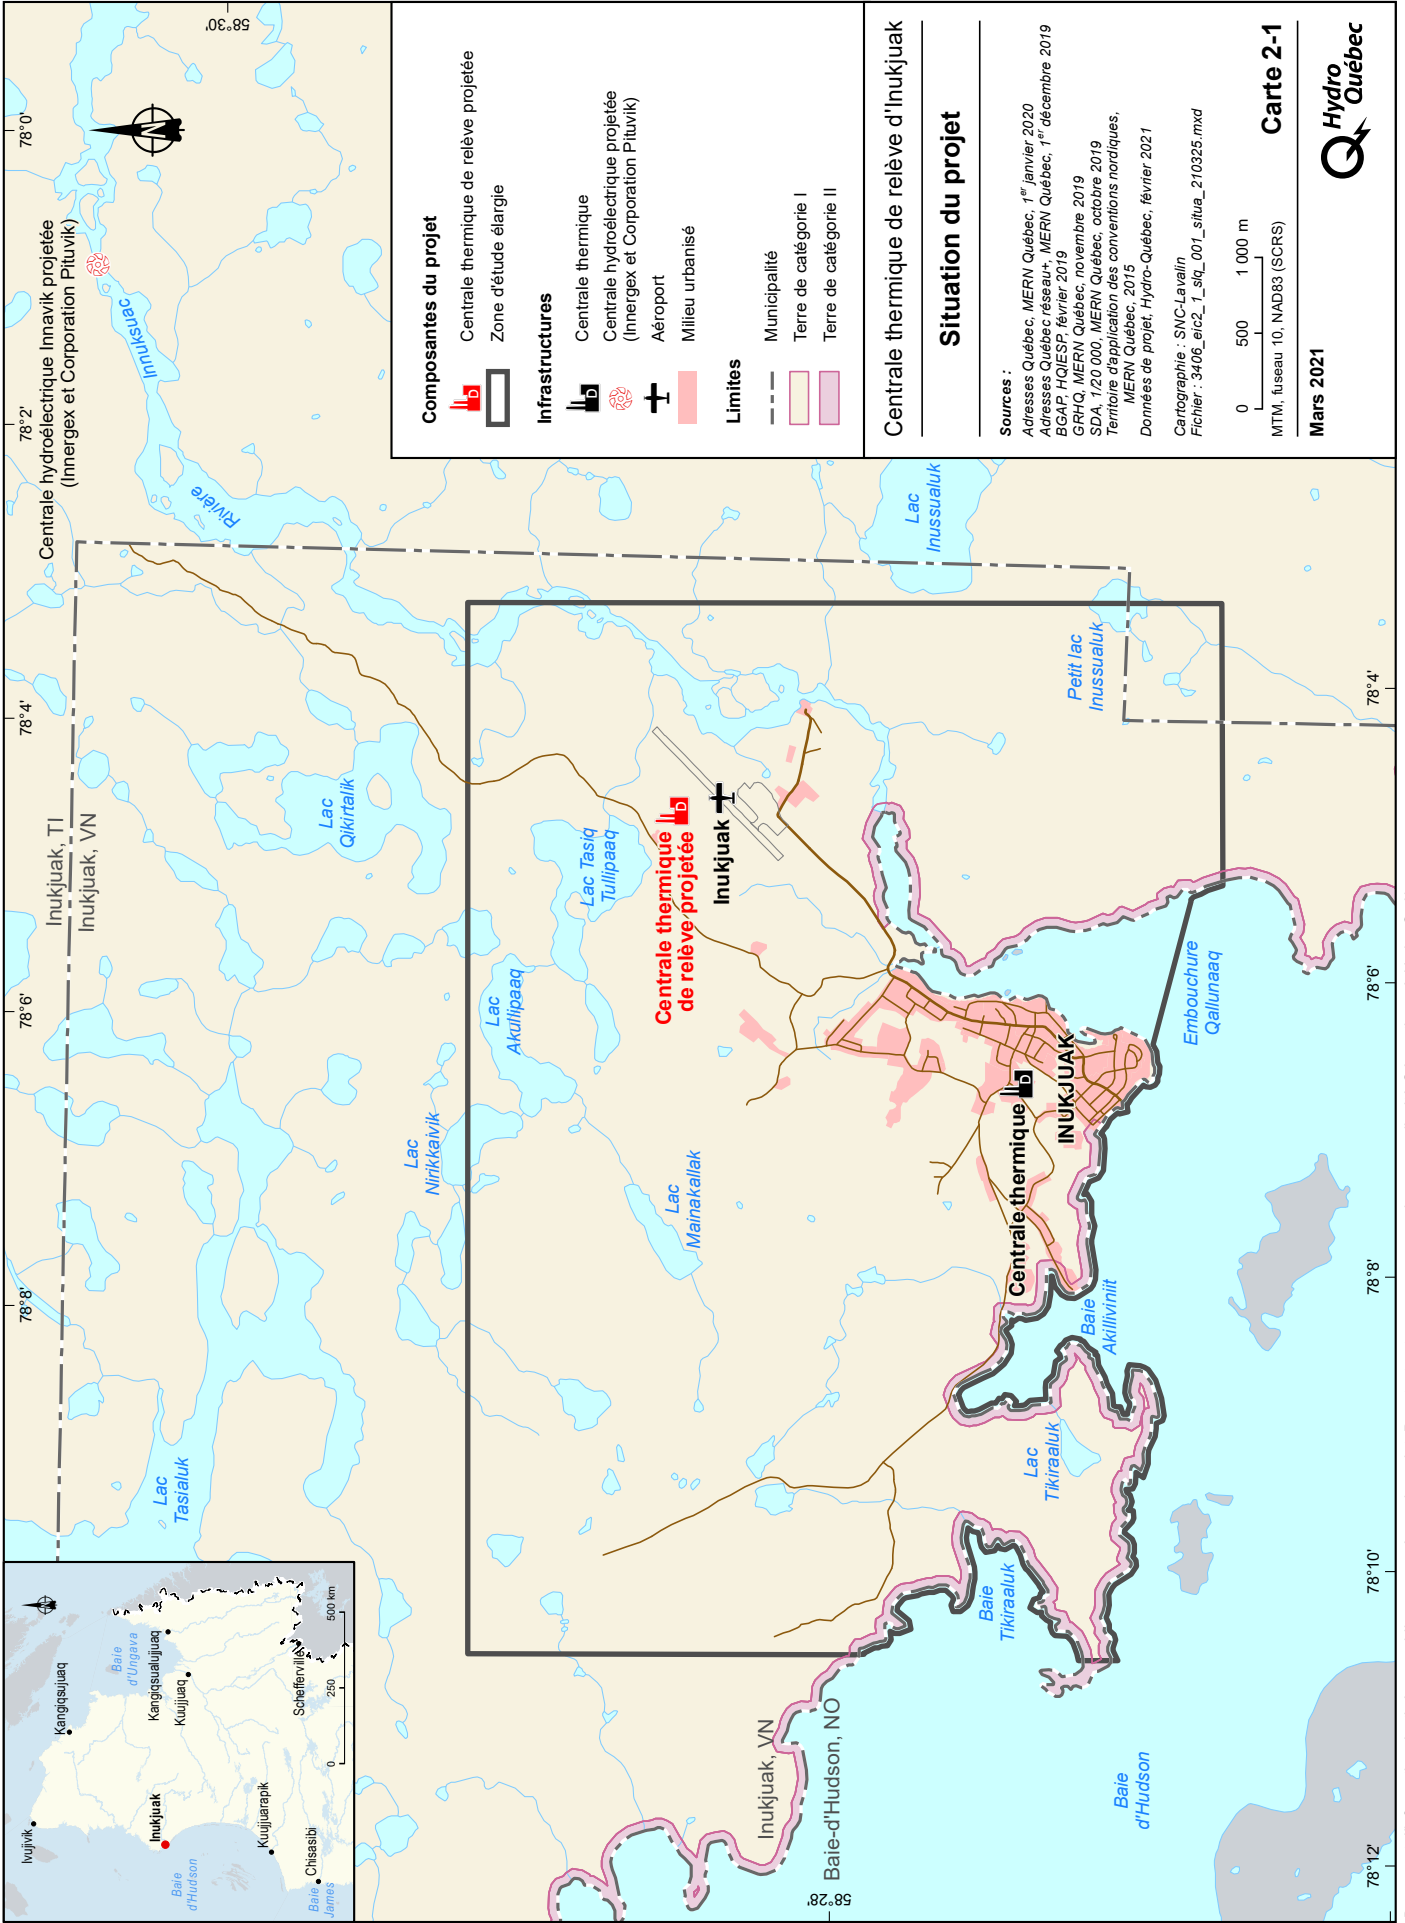 Centrale hydroélectrique Innavik projetée
(Innergex et Corporation Pituvik)
78°12'
78°10'
78°8'
78°6'
78°4'
78°2'
78°0'
58°30'
58°28'
Inukjuak, TI
Inukjuak, VN
Inukjuak, VN
Baie-d'Hudson, NO
Rivière
Innuksuac
Lac
Qikirtalik
Lac Tasiq
Tullipaaq
Lac
Akullipaaq
Lac
Nirikkaivik
Lac
Mainakallak
Lac
Tasialuk
Lac
Inussualuk
Petit lac
Inussualuk
Centrale thermique
de relève projetée
D
Inukjuak
Centrale thermique
D
INUKJUAK
Embouchure
Qallunaaq
Baie
Akilliviniit
Lac
Tikiraaluk
Baie
Tikiraaluk
Baie
d'Hudson
78°8'
78°6'
78°4'
Ivujivik
Kangiqsujuaq
Baie
d'Ungava
Kangiqsualujjuaq
Kuujjuaq
Inukjuak
Baie
d'Hudson
Kuujjuarapik
Chisasibi
Baie
James
Schefferville
0 250 500 km
N
Composantes du projet
D
Centrale thermique de relève projetée
Zone d'étude élargie
Infrastructures
D
Centrale thermique
Centrale hydroélectrique projetée
(Innergex et Corporation Pituvik)
Aéroport
Milieu urbanisé
Limites
Municipalité
Terre de catégorie I
Terre de catégorie II
Centrale thermique de relève d'Inukjuak
Situation du projet
Sources :
Adresses Québec, MERN Québec, 1er janvier 2020
Adresses Québec réseau+, MERN Québec, 1er décembre 2019
BGAP, HQIESP, février 2019
GRHQ, MERN Québec, novembre 2019
SDA, 1/20 000, MERN Québec, octobre 2019
Territoire d'application des conventions nordiques,
MERN Québec, 2015
Données de projet, Hydro-Québec, février 2021
Cartographie : SNC-Lavalin
Fichier : 3406_eic2_1_slq_001_situa_210325.mxd
0 500 1 000 m
MTM, fuseau 10, NAD83 (SCRS)
Carte 2-1
Mars 2021
Hydro
Québec